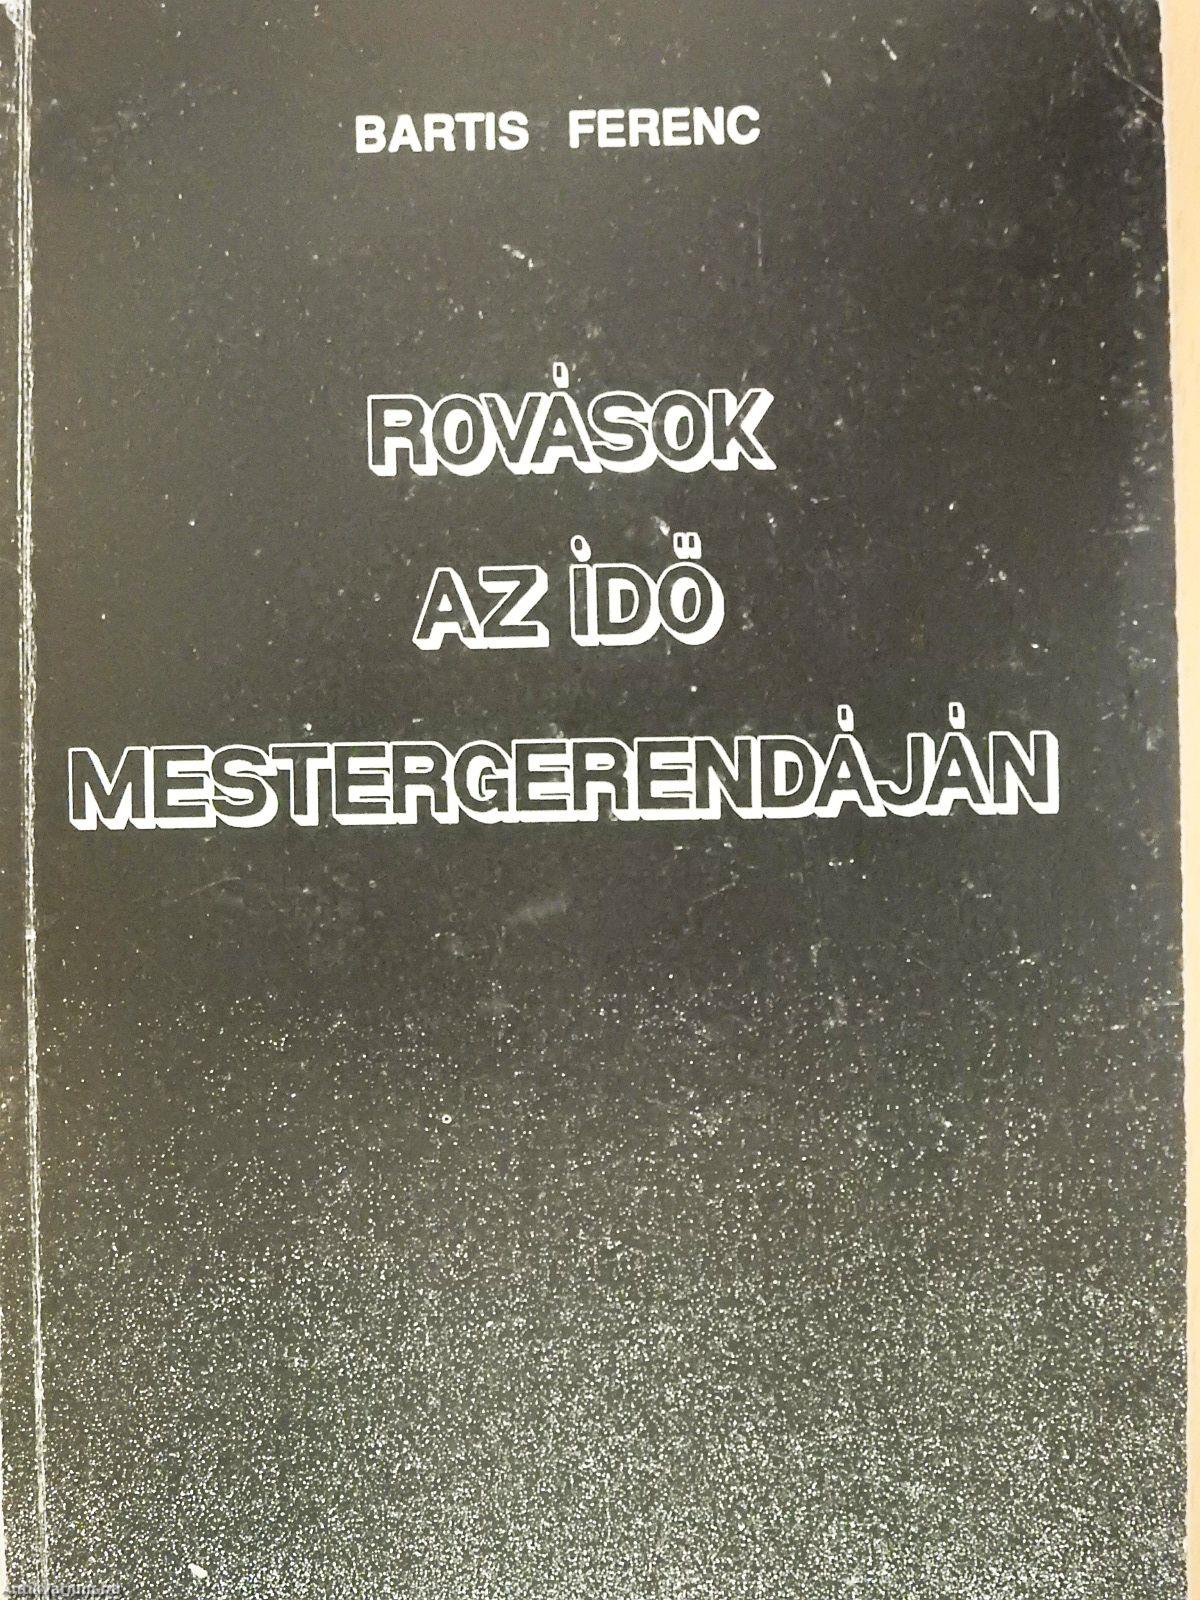 BARTIS FERENC
ROVÁSOK
AZ IDŐ
MESTERGERENDÁJÁN